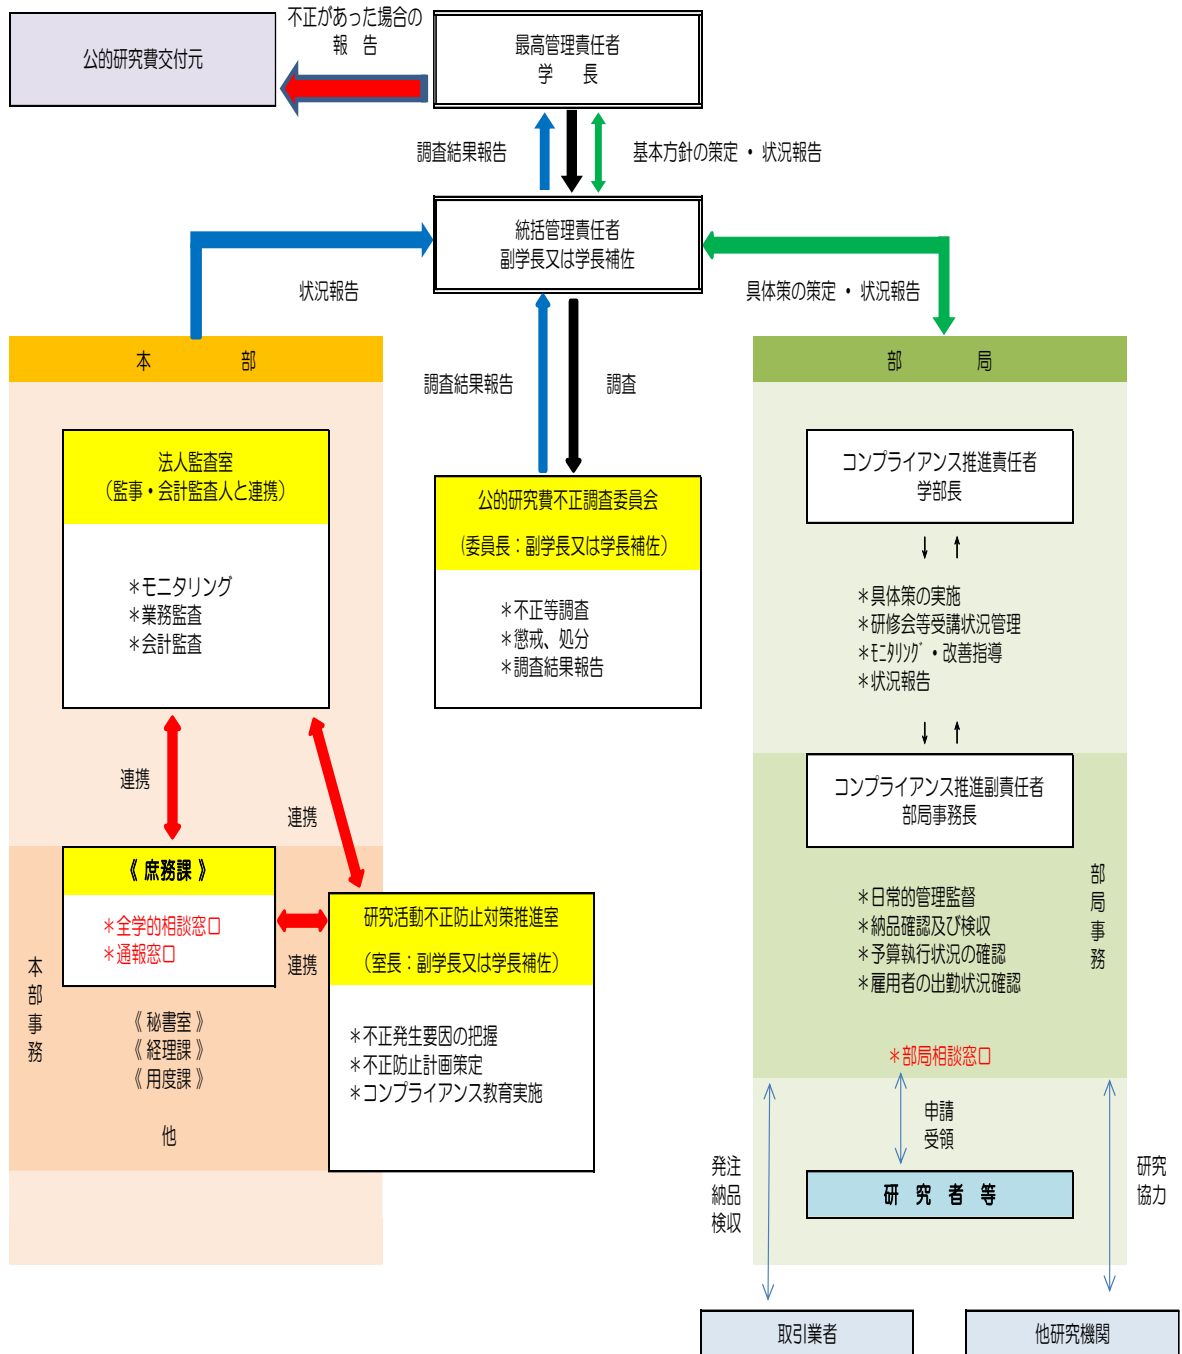 公的研究費交付元
不正があった場合の
報　告
最高管理責任者
学　　長
調査結果報告
基本方針の策定 ・ 状況報告
統括管理責任者
副学長又は学長補佐
状況報告
具体策の策定 ・ 状況報告
本　　　　　　部
調査結果報告
調査
部　　　　　局
法人監査室
（監事・会計監査人と連携）
＊モニタリング
＊業務監査
＊会計監査
公的研究費不正調査委員会
（委員長：副学長又は学長補佐）
＊不正等調査
＊懲戒、処分
＊調査結果報告
コンプライアンス推進責任者
学部長
↓　↑
＊具体策の実施
＊研修会等受講状況管理
＊ﾓﾆﾀﾘﾝｸﾞ・改善指導
＊状況報告
↓　↑
連携
連携
コンプライアンス推進副責任者
部局事務長
《 庶務課 》
＊全学的相談窓口
＊通報窓口
連携
研究活動不正防止対策推進室
（室長：副学長又は学長補佐）
＊不正発生要因の把握
＊不正防止計画策定
＊コンプライアンス教育実施
本部事務
《 秘書室 》
《 経理課 》
《 用度課 》
他
＊日常的管理監督
＊納品確認及び検収
＊予算執行状況の確認
＊雇用者の出勤状況確認
部局事務
＊部局相談窓口
申請
受領
発注
納品
検収
研究
協力
研　究　者　等
取引業者
他研究機関